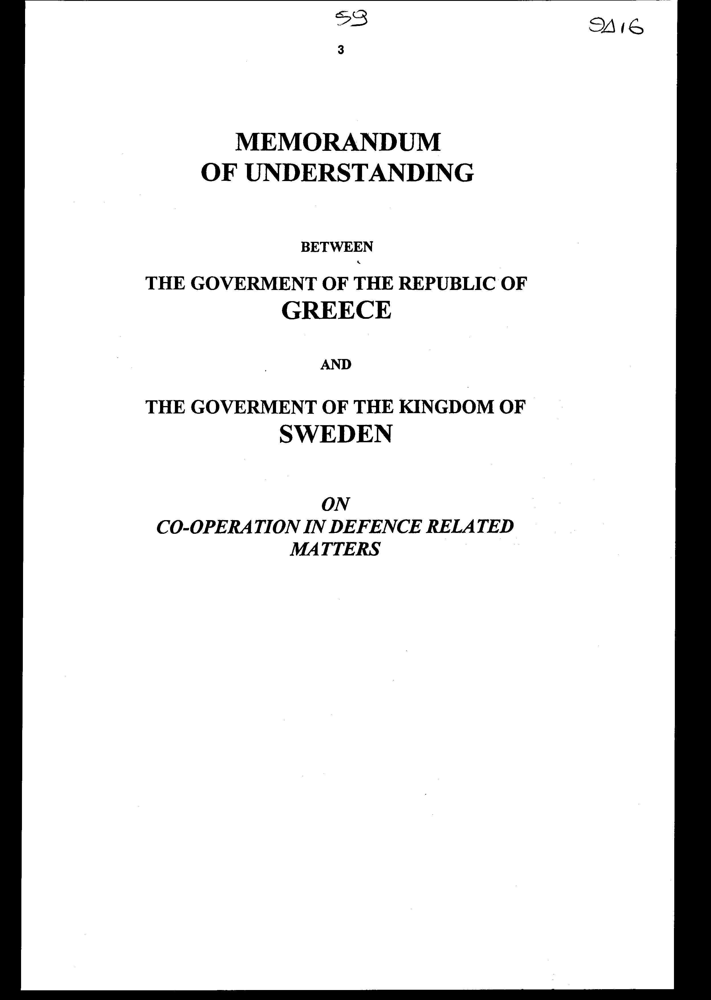 59
9Δ16
3
MEMORANDUM
OF UNDERSTANDING
BETWEEN
THE GOVERMENT OF THE REPUBLIC OF
GREECE
AND
THE GOVERMENT OF THE KINGDOM OF
SWEDEN
ON
CO-OPERATION IN DEFENCE RELATED
MATTERS